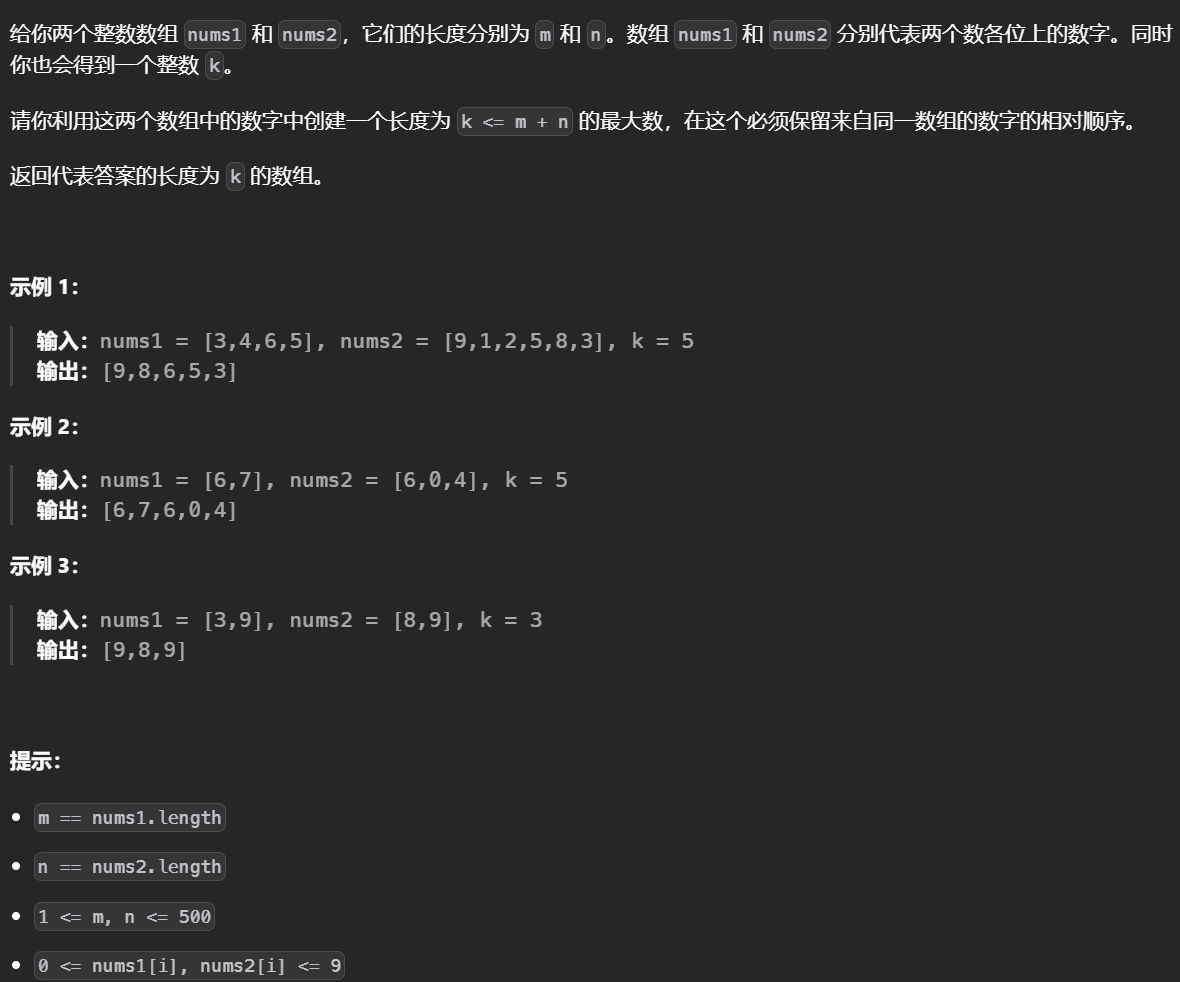 给你两个整数数组 nums1 和 nums2，它们的长度分别为 m 和 n。数组 nums1 和 nums2 分别代表两个数各位上的数字。同时
你也会得到一个整数 k。
请你利用这两个数组中的数字中创建一个长度为 k <= m + n 的最大数，在这个必须保留来自同一数组的数字的相对顺序。
返回代表答案的长度为 k 的数组。
示例 1：
输入：nums1 = [3,4,6,5], nums2 = [9,1,2,5,8,3], k = 5
输出：[9,8,6,5,3]
示例 2：
输入：nums1 = [6,7], nums2 = [6,0,4], k = 5
输出：[6,7,6,0,4]
示例 3：
输入：nums1 = [3,9], nums2 = [8,9], k = 3
输出：[9,8,9]
提示：
• m == nums1.length
• n == nums2.length
• 1 <= m, n <= 500
• 0 <= nums1[i], nums2[i] <= 9